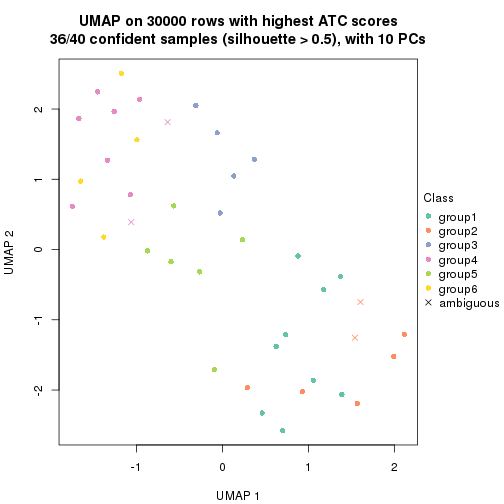 UMAP on 30000 rows with highest ATC scores
36/40 confident samples (silhouette > 0.5), with 10 PCs
UMAP 2
2
1
0
-1
-2
-1
0
1
2
UMAP 1
Class
group1
group2
group3
group4
group5
group6
ambiguous